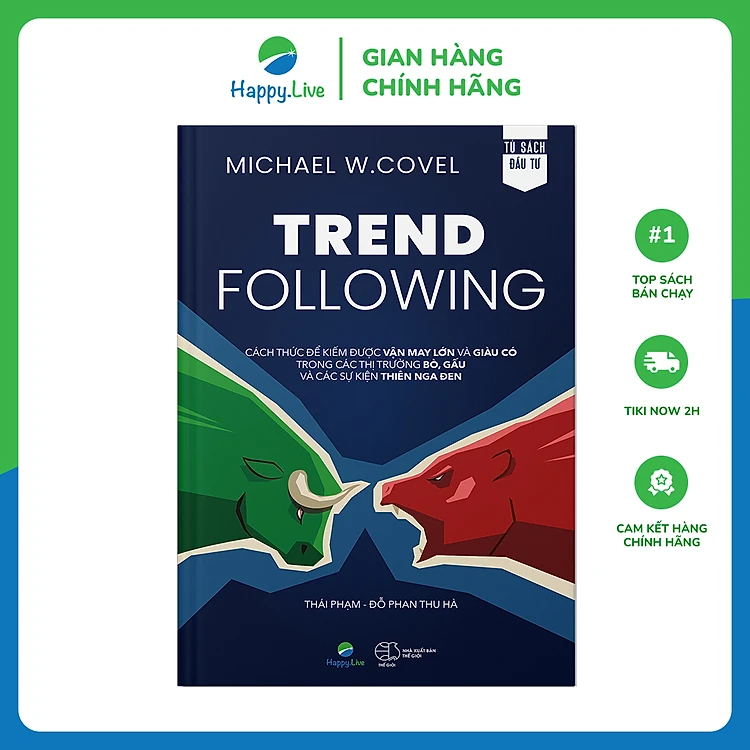 Happy.Live
GIAN HÀNG
CHÍNH HÃNG
TỦ SÁCH
ĐẦU TƯ
MICHAEL W.COVEL
TREND
FOLLOWING
CÁCH THỨC ĐỂ KIẾM ĐƯỢC VẬN MAY LỚN VÀ GIÀU CÓ
TRONG CÁC THỊ TRƯỜNG BÒ, GẤU
VÀ CÁC SỰ KIỆN THIÊN NGA ĐEN
THÁI PHẠM - ĐỖ PHAN THU HÀ
Happy.Live
NHÀ XUẤT BẢN
THẾ GIỚI
THẾ GIỚI
#1
TOP SÁCH
BÁN CHẠY
TIKI NOW 2H
CAM KẾT HÀNG
CHÍNH HÃNG